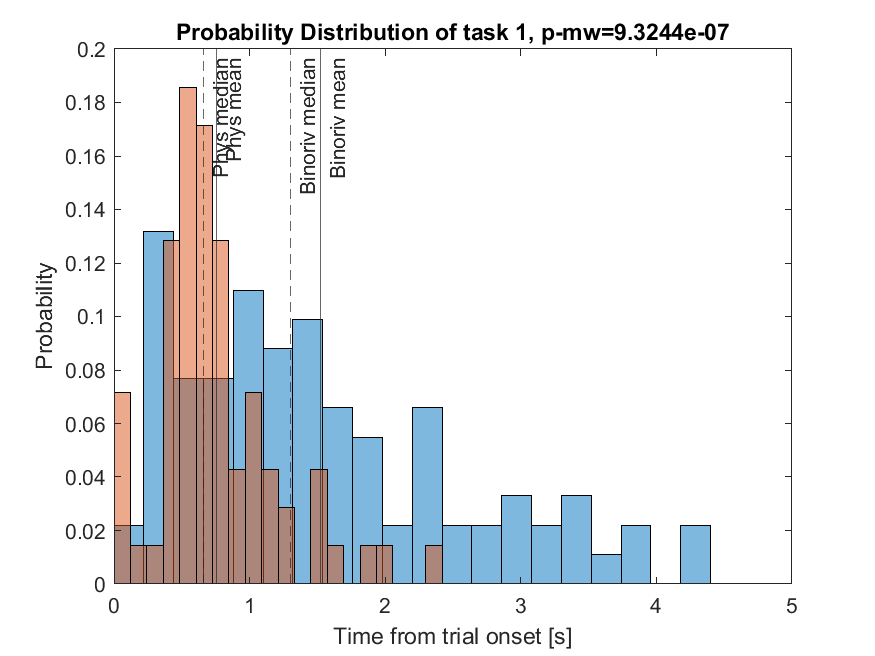 Probability Distribution of task 1, p-mw=9.3244e-07
0.2
0.18
0.16
0.14
0.12
0.1
0.08
0.06
0.04
0.02
0
Probability
Phys median
Phys mean
Binoriv median
Binoriv mean
0 1 2 3 4 5
Time from trial onset [s]